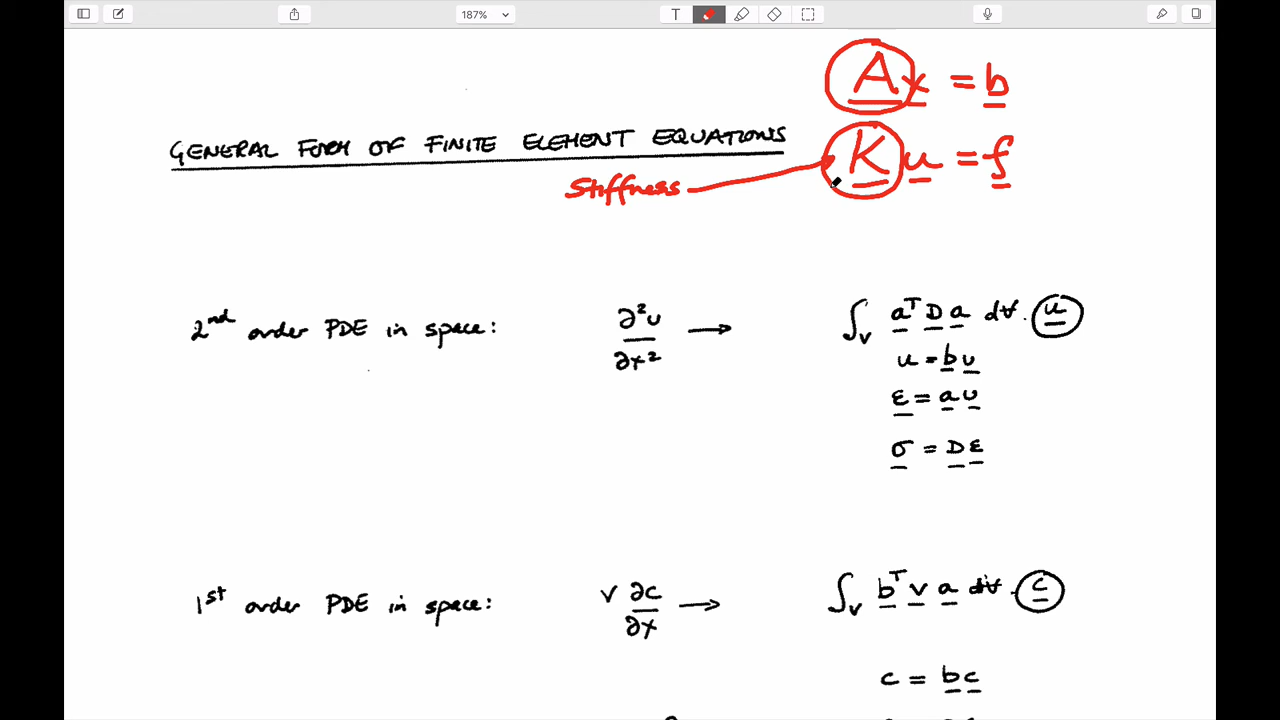 187%
T
A x = b
GENERAL FORM OF FINITE ELEMENT EQUATIONS
K u = f
Stiffness
2nd order PDE in space: ∂²u/∂x² → ∫V aᵀ D a dV. u
u = b u
ε = a u
σ = D ε
1st order PDE in space: v ∂c/∂x → ∫V bᵀ v a dV. c
c = b c